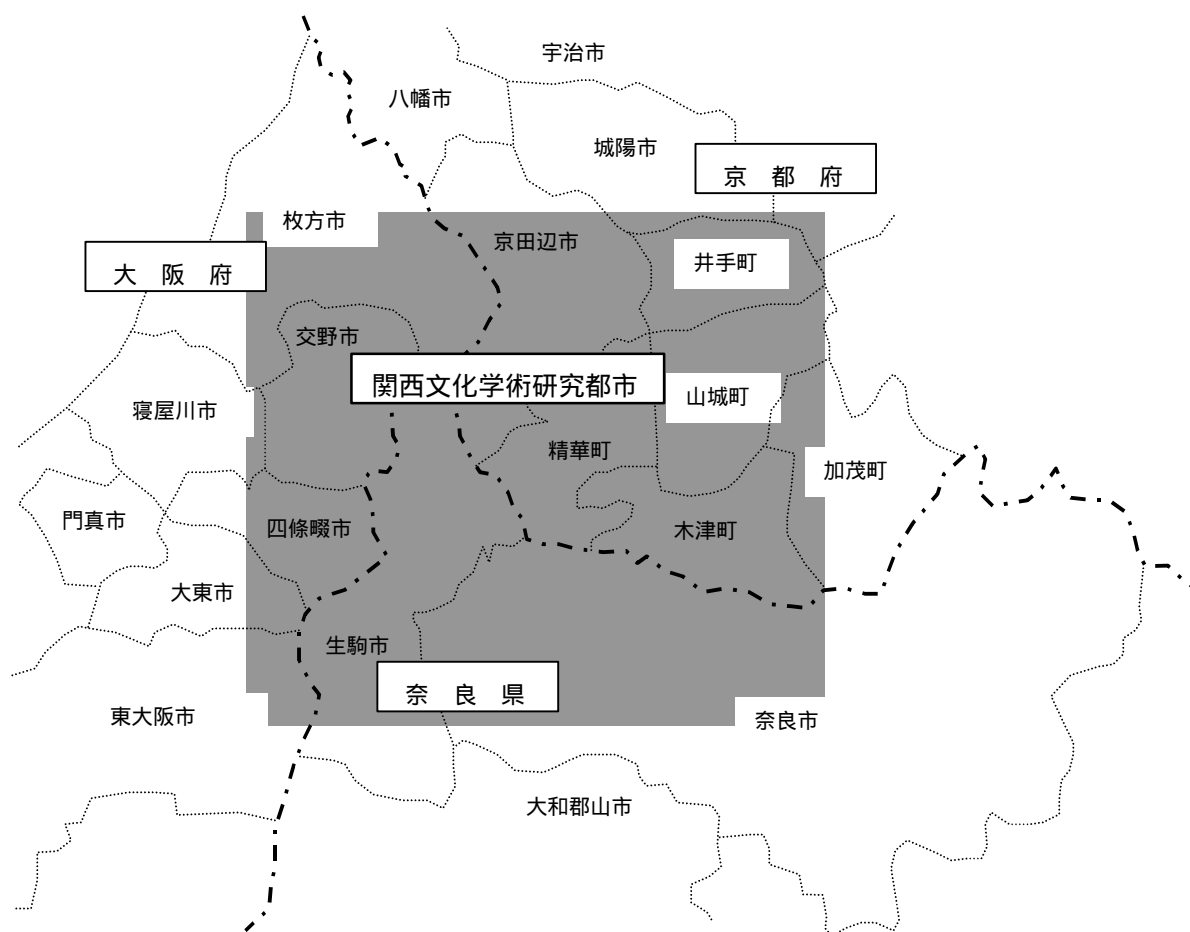 宇治市
八幡市
城陽市
京 都 府
枚方市
京田辺市
井手町
大 阪 府
交野市
関西文化学術研究都市
山城町
寝屋川市
精華町
加茂町
門真市
四條畷市
木津町
大東市
生駒市
奈 良 県
東大阪市
奈良市
大和郡山市